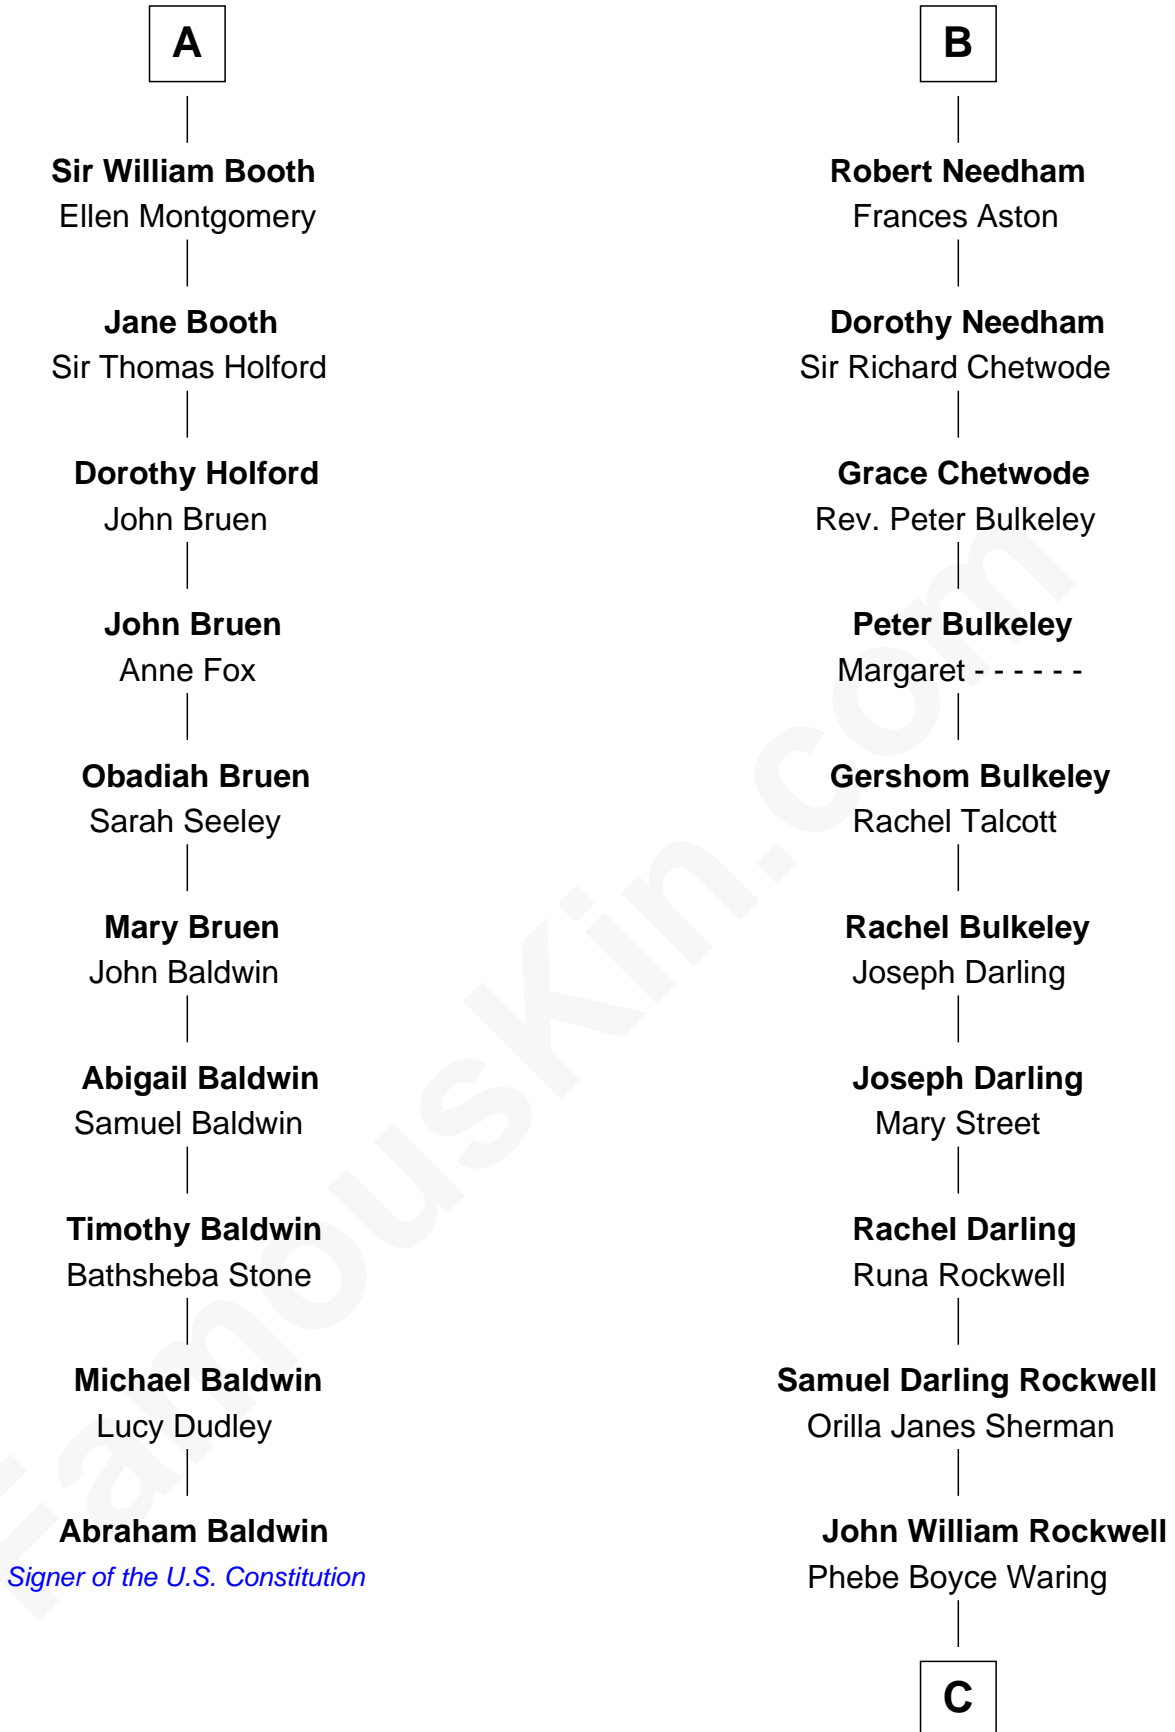 A
Sir William Booth
Ellen Montgomery
Jane Booth
Sir Thomas Holford
Dorothy Holford
John Bruen
John Bruen
Anne Fox
Obadiah Bruen
Sarah Seeley
Mary Bruen
John Baldwin
Abigail Baldwin
Samuel Baldwin
Timothy Baldwin
Bathsheba Stone
Michael Baldwin
Lucy Dudley
Abraham Baldwin
Signer of the U.S. Constitution
B
Robert Needham
Frances Aston
Dorothy Needham
Sir Richard Chetwode
Grace Chetwode
Rev. Peter Bulkeley
Peter Bulkeley
Margaret - - - - - -
Gershom Bulkeley
Rachel Talcott
Rachel Bulkeley
Joseph Darling
Joseph Darling
Mary Street
Rachel Darling
Runa Rockwell
Samuel Darling Rockwell
Orilla Janes Sherman
John William Rockwell
Phebe Boyce Waring
C
FamousKin.com